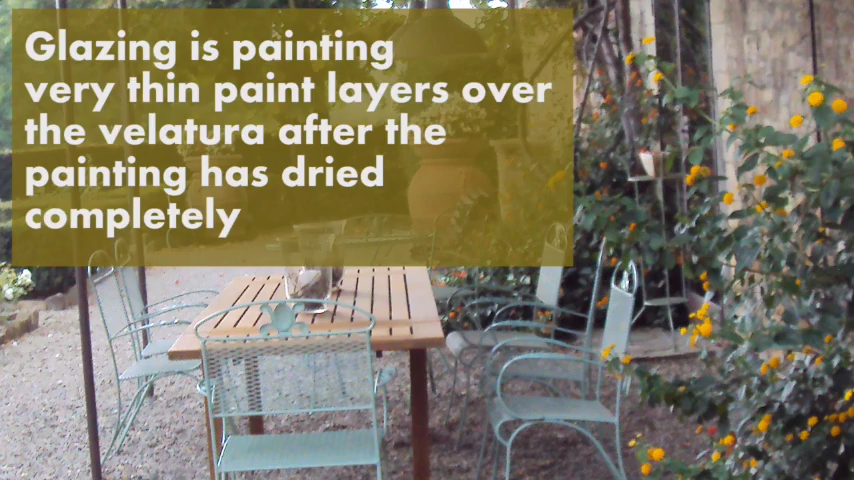 Glazing is painting
very thin paint layers over
the velatura after the
painting has dried
completely